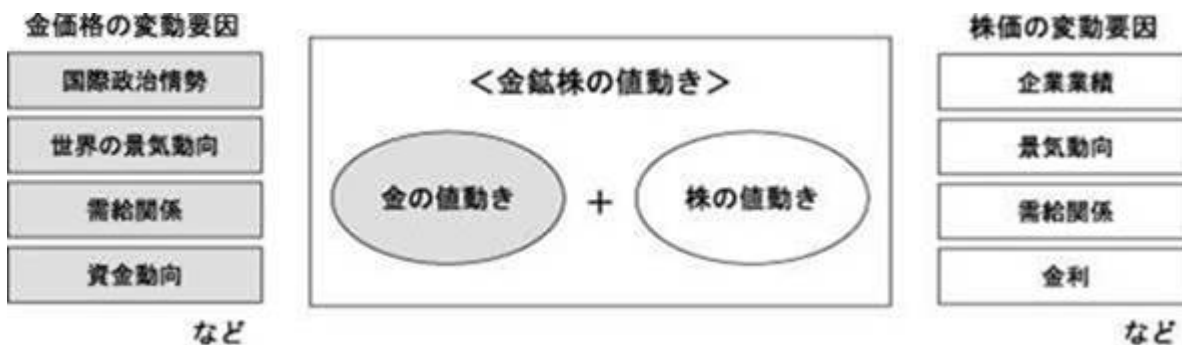 金価格の変動要因
国際政治情勢
世界の景気動向
需給関係
資金動向
など
<金鉱株の値動き>
金の値動き
+
株の値動き
株価の変動要因
企業業績
景気動向
需給関係
金利
など